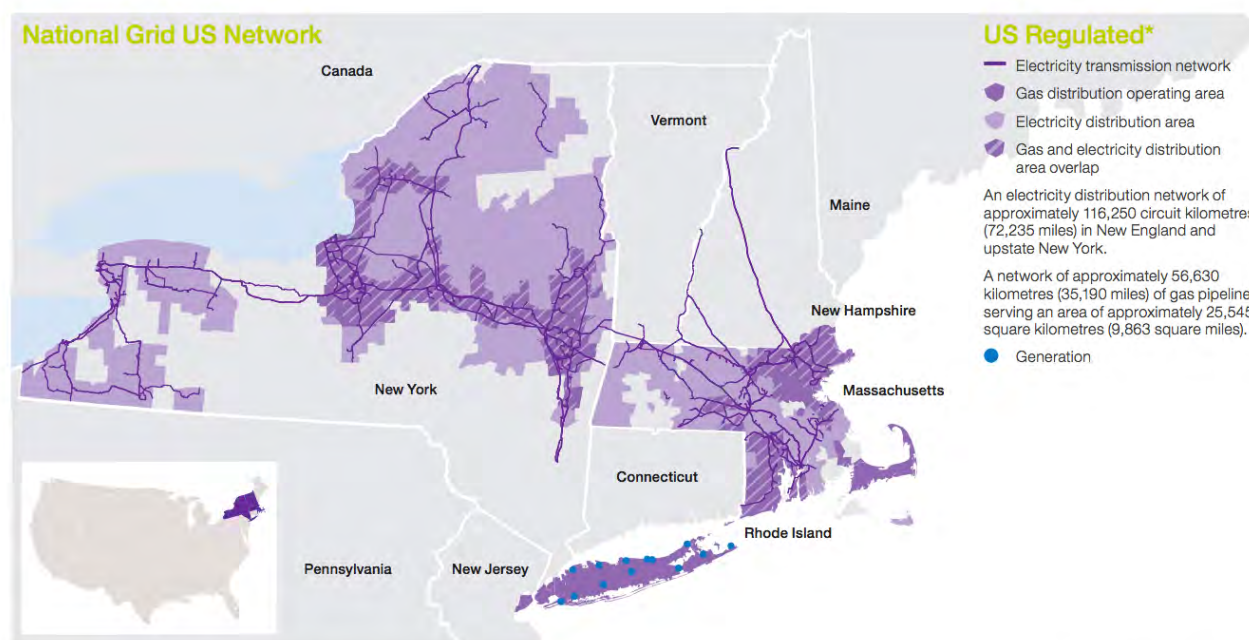 National Grid US Network
US Regulated*
Electricity transmission network
Gas distribution operating area
Electricity distribution area
Gas and electricity distribution
area overlap
An electricity distribution network of
approximately 116,250 circuit kilometres
(72,235 miles) in New England and
upstate New York.
A network of approximately 56,630
kilometres (35,190 miles) of gas pipeline
serving an area of approximately 25,545
square kilometres (9,863 square miles).
Generation
Canada
Vermont
Maine
New Hampshire
New York
Massachusetts
Connecticut
Rhode Island
Pennsylvania
New Jersey